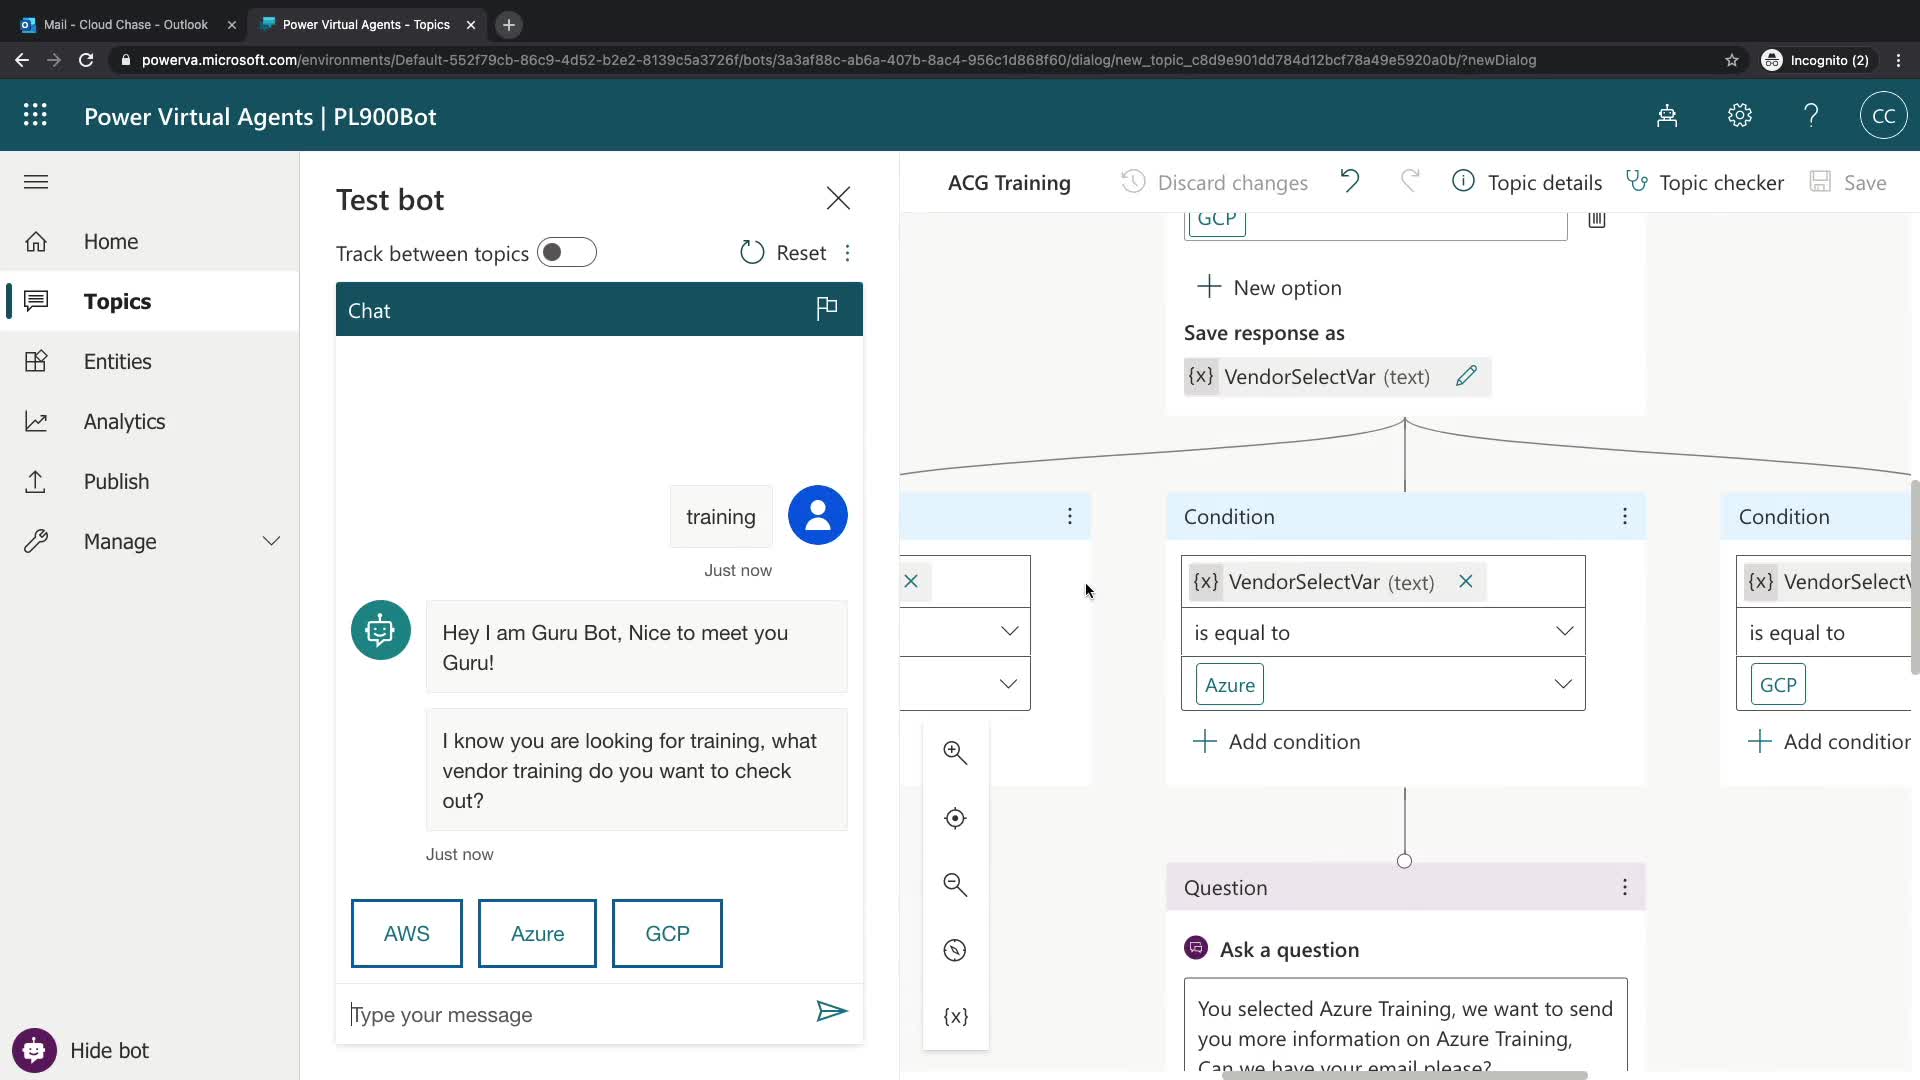 Mail - Cloud Chase - Outlook
Power Virtual Agents - Topics
powerva.microsoft.com/environments/Default-552f79cb-86c9-4d52-b2e2-8139c5a3726f/bots/3a3af88c-ab6a-407b-8ac4-956c1d868f60/dialog/new_topic_c8d9e901dd784d12bcf78a49e5920a0b/?newDialog
Incognito (2)
Power Virtual Agents | PL900Bot
CC
Home
Topics
Entities
Analytics
Publish
Manage
Hide bot
Test bot
Track between topics
Reset
Chat
training
Just now
Hey I am Guru Bot, Nice to meet you
Guru!
I know you are looking for training, what
vendor training do you want to check
out?
Just now
AWS
Azure
GCP
Type your message
ACG Training
Discard changes
Topic details
Topic checker
Save
GCP
New option
Save response as
{x} VendorSelectVar (text)
Condition
{x} VendorSelectVar (text)
is equal to
Azure
Add condition
Condition
{x} VendorSelectV
is equal to
GCP
Add condition
{x}
Question
Ask a question
You selected Azure Training, we want to send
you more information on Azure Training,
Can we have your email please?